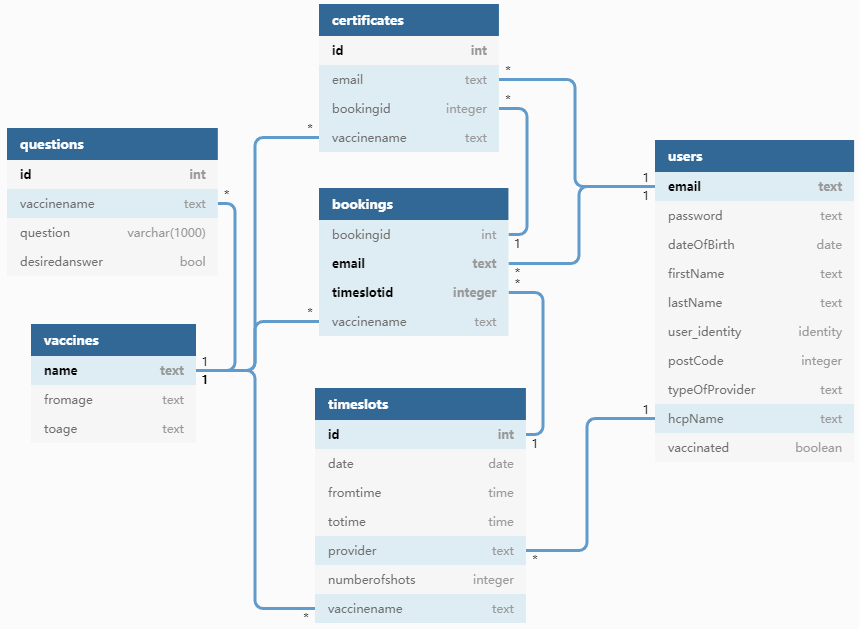 certificates
id int
email text
bookingid integer
vaccinename text
questions
id int
vaccinename text
question varchar(1000)
desiredanswer bool
bookings
bookingid int
email text
timeslotid integer
vaccinename text
users
email text
password text
dateOfBirth date
firstName text
lastName text
user_identity identity
postCode integer
typeOfProvider text
hcpName text
vaccinated boolean
vaccines
name text
fromage text
toage text
timeslots
id int
date date
fromtime time
totime time
provider text
numberofshots integer
vaccinename text
*
*
*
*
1
1
1
*
*
*
1
1
1
1
*
*